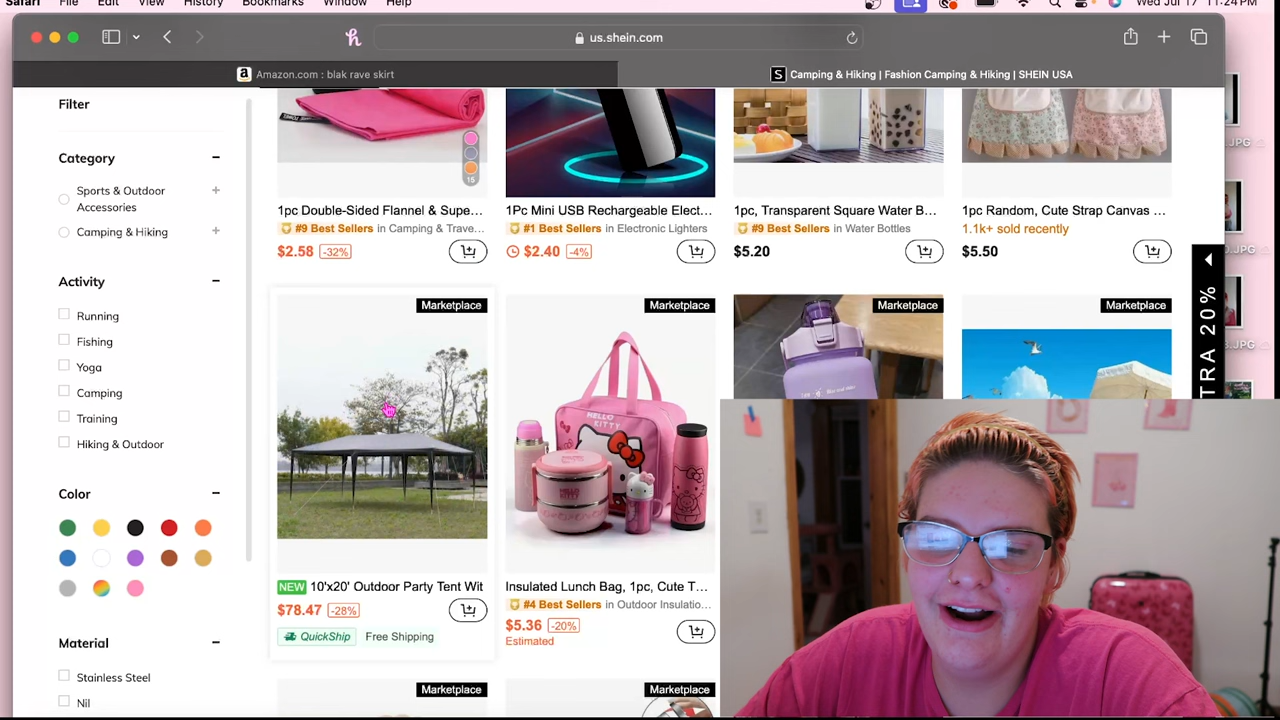 Safari File Edit View History Bookmarks Window Help
Wed Jul 17 11:24 PM
us.shein.com
Amazon.com : blak rave skirt
S Camping & Hiking | Fashion Camping & Hiking | SHEIN USA
Filter
Category
Sports & Outdoor
Accessories
Camping & Hiking
Activity
Running
Fishing
Yoga
Camping
Training
Hiking & Outdoor
Color
Material
Stainless Steel
Nil
15
1pc Double-Sided Flannel & Supe...
#9 Best Sellers in Camping & Trave...
$2.58 -32%
1Pc Mini USB Rechargeable Elect...
#1 Best Sellers in Electronic Lighters
$2.40 -4%
1pc, Transparent Square Water B...
#9 Best Sellers in Water Bottles
$5.20
1pc Random, Cute Strap Canvas ...
1.1k+ sold recently
$5.50
Marketplace
NEW 10'x20' Outdoor Party Tent Wit
$78.47 -28%
QuickShip Free Shipping
Marketplace
HELLO
KITTY
Insulated Lunch Bag, 1pc, Cute T...
#4 Best Sellers in Outdoor Insulatio...
$5.36 -20%
Estimated
Marketplace
Marketplace
Marketplace
Marketplace
TRA 20%
.JPG
.JPG